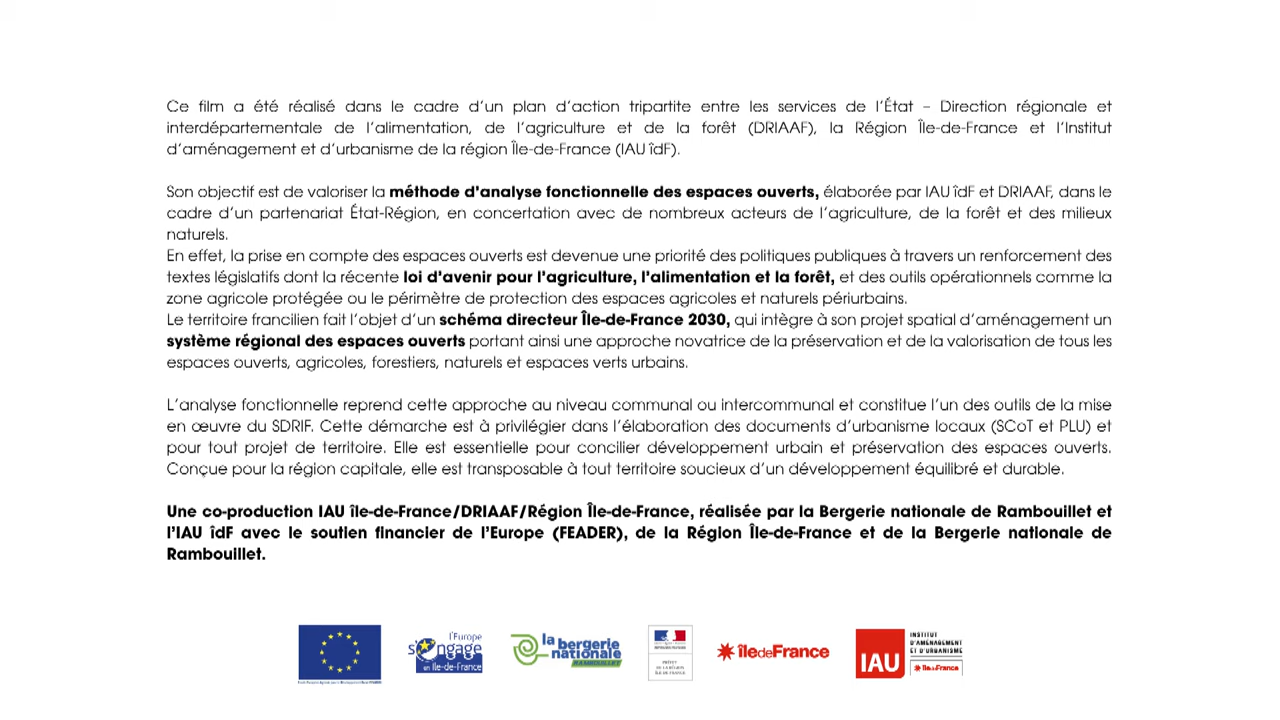 Ce film a été réalisé dans le cadre d'un plan d'action tripartite entre les services de l'État – Direction régionale et
interdépartementale de l'alimentation, de l'agriculture et de la forêt (DRIAAF), la Région Île-de-France et l'Institut
d'aménagement et d'urbanisme de la région Île-de-France (IAU îdF).
Son objectif est de valoriser la méthode d'analyse fonctionnelle des espaces ouverts, élaborée par IAU îdF et DRIAAF, dans le
cadre d'un partenariat État-Région, en concertation avec de nombreux acteurs de l'agriculture, de la forêt et des milieux
naturels.
En effet, la prise en compte des espaces ouverts est devenue une priorité des politiques publiques à travers un renforcement des
textes législatifs dont la récente loi d'avenir pour l'agriculture, l'alimentation et la forêt, et des outils opérationnels comme la
zone agricole protégée ou le périmètre de protection des espaces agricoles et naturels périurbains.
Le territoire francilien fait l'objet d'un schéma directeur Île-de-France 2030, qui intègre à son projet spatial d'aménagement un
système régional des espaces ouverts portant ainsi une approche novatrice de la préservation et de la valorisation de tous les
espaces ouverts, agricoles, forestiers, naturels et espaces verts urbains.
L'analyse fonctionnelle reprend cette approche au niveau communal ou intercommunal et constitue l'un des outils de la mise
en œuvre du SDRIF. Cette démarche est à privilégier dans l'élaboration des documents d'urbanisme locaux (SCoT et PLU) et
pour tout projet de territoire. Elle est essentielle pour concilier développement urbain et préservation des espaces ouverts.
Conçue pour la région capitale, elle est transposable à tout territoire soucieux d'un développement équilibré et durable.
Une co-production IAU île-de-France/DRIAAF/Région Île-de-France, réalisée par la Bergerie nationale de Rambouillet et
l'IAU îdF avec le soutien financier de l'Europe (FEADER), de la Région Île-de-France et de la Bergerie nationale de
Rambouillet.
l'Europe
s'engage
en Île-de-France
la bergerie
nationale
RAMBOUILLET
PRÉFET
DE LA RÉGION
ÎLE-DE-FRANCE
îledeFrance
IAU
INSTITUT
D'AMÉNAGEMENT
ET D'URBANISME
îledeFrance